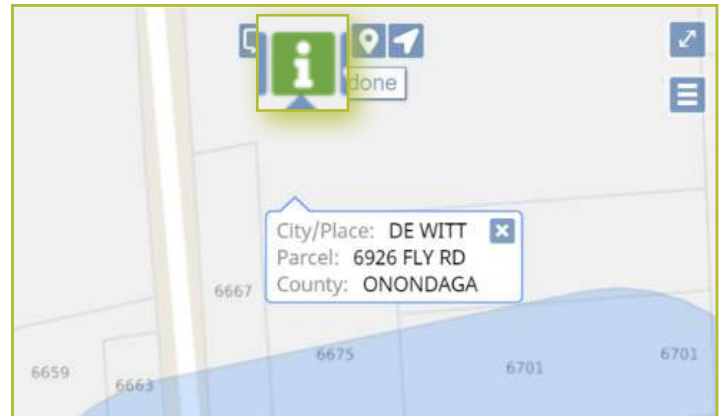 i
done
City/Place: DE WITT
Parcel: 6926 FLY RD
County: ONONDAGA
6667
6675
6701
6701
6659
6663